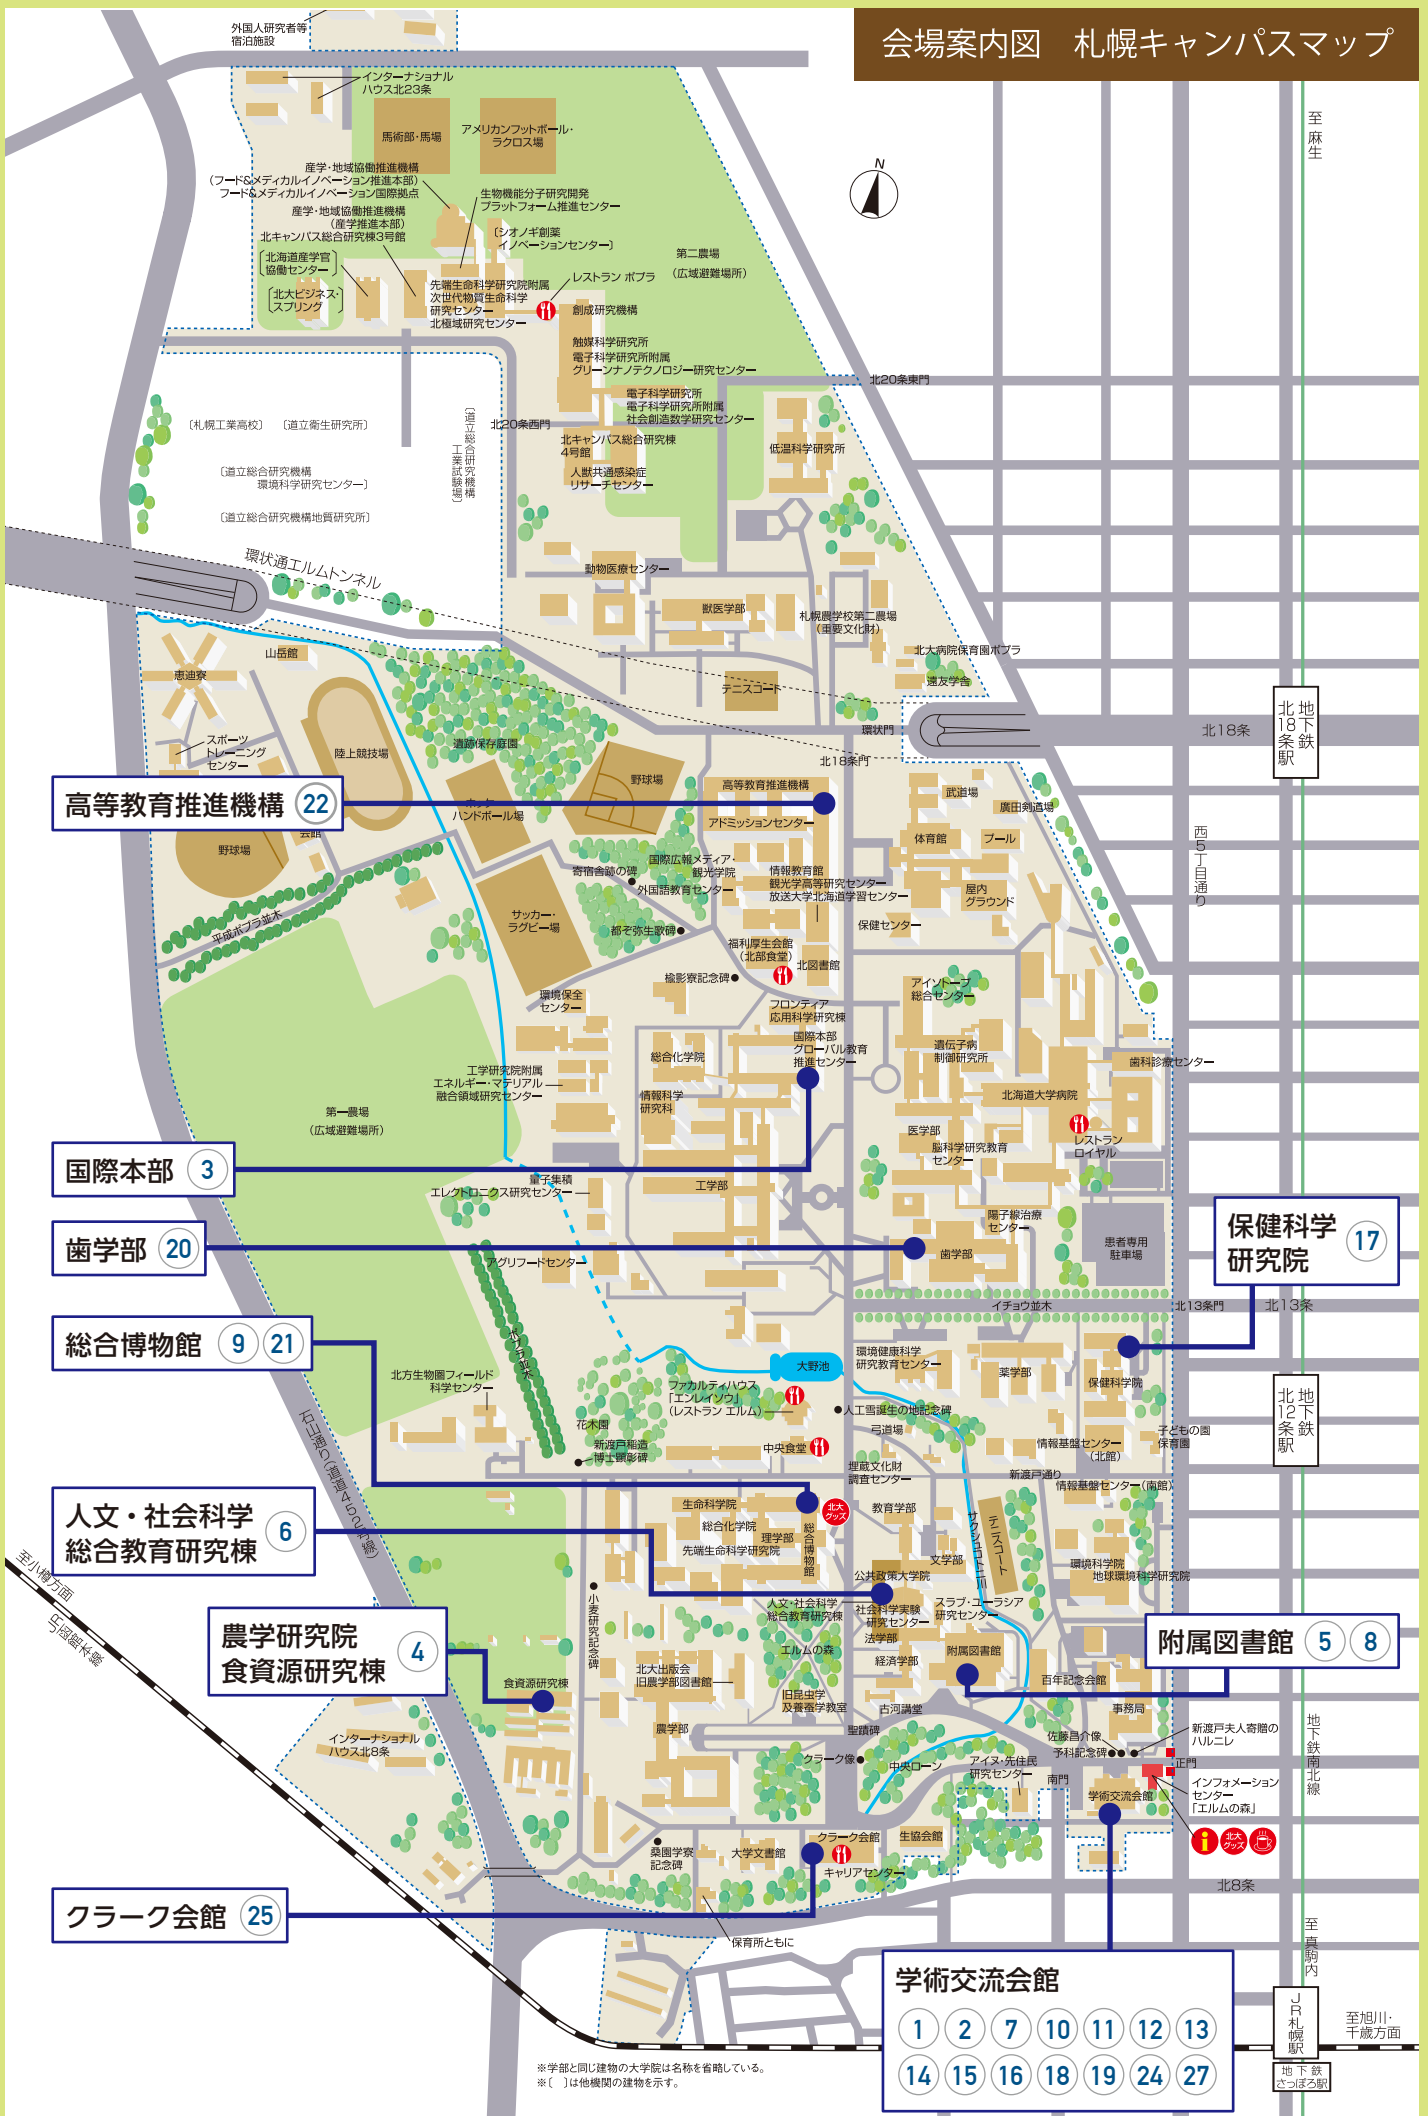 会場案内図　札幌キャンパスマップ
外国人研究者等
宿泊施設
インターナショナル
ハウス北23条
馬術部・馬場
アメリカンフットボール・
ラクロス場
産学・地域協働推進機構
(フード&メディカルイノベーション推進本部)
フード&メディカルイノベーション国際拠点
産学・地域協働推進機構
(産学推進本部)
北キャンパス総合研究棟3号館
生物機能分子研究開発
プラットフォーム推進センター
〔シオノギ創薬
イノベーションセンター〕
〔北海道産学官
協働センター〕
〔北大ビジネス・
スプリング〕
先端生命科学研究院附属
次世代物質生命科学
研究センター
北極域研究センター
レストラン ポプラ
第二農場
(広域避難場所)
創成研究機構
触媒科学研究所
電子科学研究所附属
グリーンナノテクノロジー研究センター
電子科学研究所
電子科学研究所附属
社会創造数学研究センター
N
至 麻生
北20条東門
北20条西門
〔札幌工業高校〕
〔道立衛生研究所〕
〔道立総合研究機構
環境科学研究センター〕
〔道立総合研究機構地質研究所〕
〔道立総合研究機構
工業試験場〕
北キャンパス総合研究棟
4号館
人獣共通感染症
リサーチセンター
低温科学研究所
環状通エルムトンネル
動物医療センター
獣医学部
札幌農学校第二農場
(重要文化財)
北大病院保育園ポプラ
遠友学舎
テニスコート
環状門
北18条門
北18条
地下鉄
北18条駅
西5丁目通り
恵迪寮
山岳館
スポーツ
トレーニング
センター
陸上競技場
遺跡保存庭園
野球場
ハンドボール場
会館
野球場
平成ポプラ並木
高等教育推進機構 22
高等教育推進機構
アドミッションセンター
国際広報メディア・
観光学院
外国語教育センター
情報教育館
観光学高等研究センター
放送大学北海道学習センター
寄宿舎跡の碑
都ぞ弥生歌碑
サッカー・
ラグビー場
福利厚生会館
(北部食堂)
北図書館
楡影寮記念碑
武道場
廣田剣道場
体育館
プール
屋内
グラウンド
保健センター
環境保全
センター
フロンティア
応用科学研究棟
国際本部
グローバル教育
推進センター
総合化学院
情報科学
研究科
工学研究院附属
エネルギー・マテリアル
融合領域研究センター
アイソトープ
総合センター
遺伝子病
制御研究所
歯科診療センター
北海道大学病院
レストラン
ロイヤル
医学部
脳科学研究教育
センター
第一農場
(広域避難場所)
国際本部 3
量子集積
エレクトロニクス研究センター
工学部
陽子線治療
センター
患者専用
駐車場
歯学部 20
歯学部
保健科学
研究院 17
アグリフードセンター
ポプラ並木
イチョウ並木
北13条門
北13条
総合博物館 9 21
北方生物圏フィールド
科学センター
大野池
環境健康科学
研究教育センター
薬学部
保健科学院
ファカルティハウス
「エンレイソウ」
(レストラン エルム)
花木園
新渡戸稲造
博士顕彰碑
中央食堂
人工雪誕生の地記念碑
弓道場
埋蔵文化財
調査センター
情報基盤センター
(北館)
子どもの園
保育園
地下鉄
北12条駅
新渡戸通り
情報基盤センター(南館)
石山通り(道道452号線)
人文・社会科学
総合教育研究棟 6
生命科学院
総合化学院
理学部
先端生命科学研究院
総合博物館
北大
グッズ
教育学部
文学部
サクシュコトニ川
テニスコート
公共政策大学院
人文・社会科学
総合教育研究棟
社会科学実験
研究センター
スラブ・ユーラシア
研究センター
環境科学院
地球環境科学研究院
法学部
経済学部
附属図書館
附属図書館 5 8
百年記念会館
至小樽方面
JR函館本線
農学研究院
食資源研究棟 4
小麦研究記念碑
食資源研究棟
北大出版会
旧農学部図書館
エルムの森
旧昆虫学
及養蚕学教室
農学部
古河講堂
聖蹟碑
クラーク像
中央ローン
事務局
佐藤昌介像
予科記念碑
新渡戸夫人寄贈の
ハルニレ
正門
インターナショナル
ハウス北8条
アイヌ・先住民
研究センター
南門
学術交流会館
インフォメーション
センター
「エルムの森」
北大
グッズ
地下鉄南北線
桑園学寮
記念碑
大学文書館
クラーク会館
キャリアセンター
生協会館
北8条
クラーク会館 25
保育所ともに
学術交流会館
1 2 7 10 11 12 13
14 15 16 18 19 24 27
至 真駒内
JR札幌駅
地下鉄
さっぽろ駅
至旭川・
千歳方面
※学部と同じ建物の大学院は名称を省略している。
※〔　〕は他機関の建物を示す。